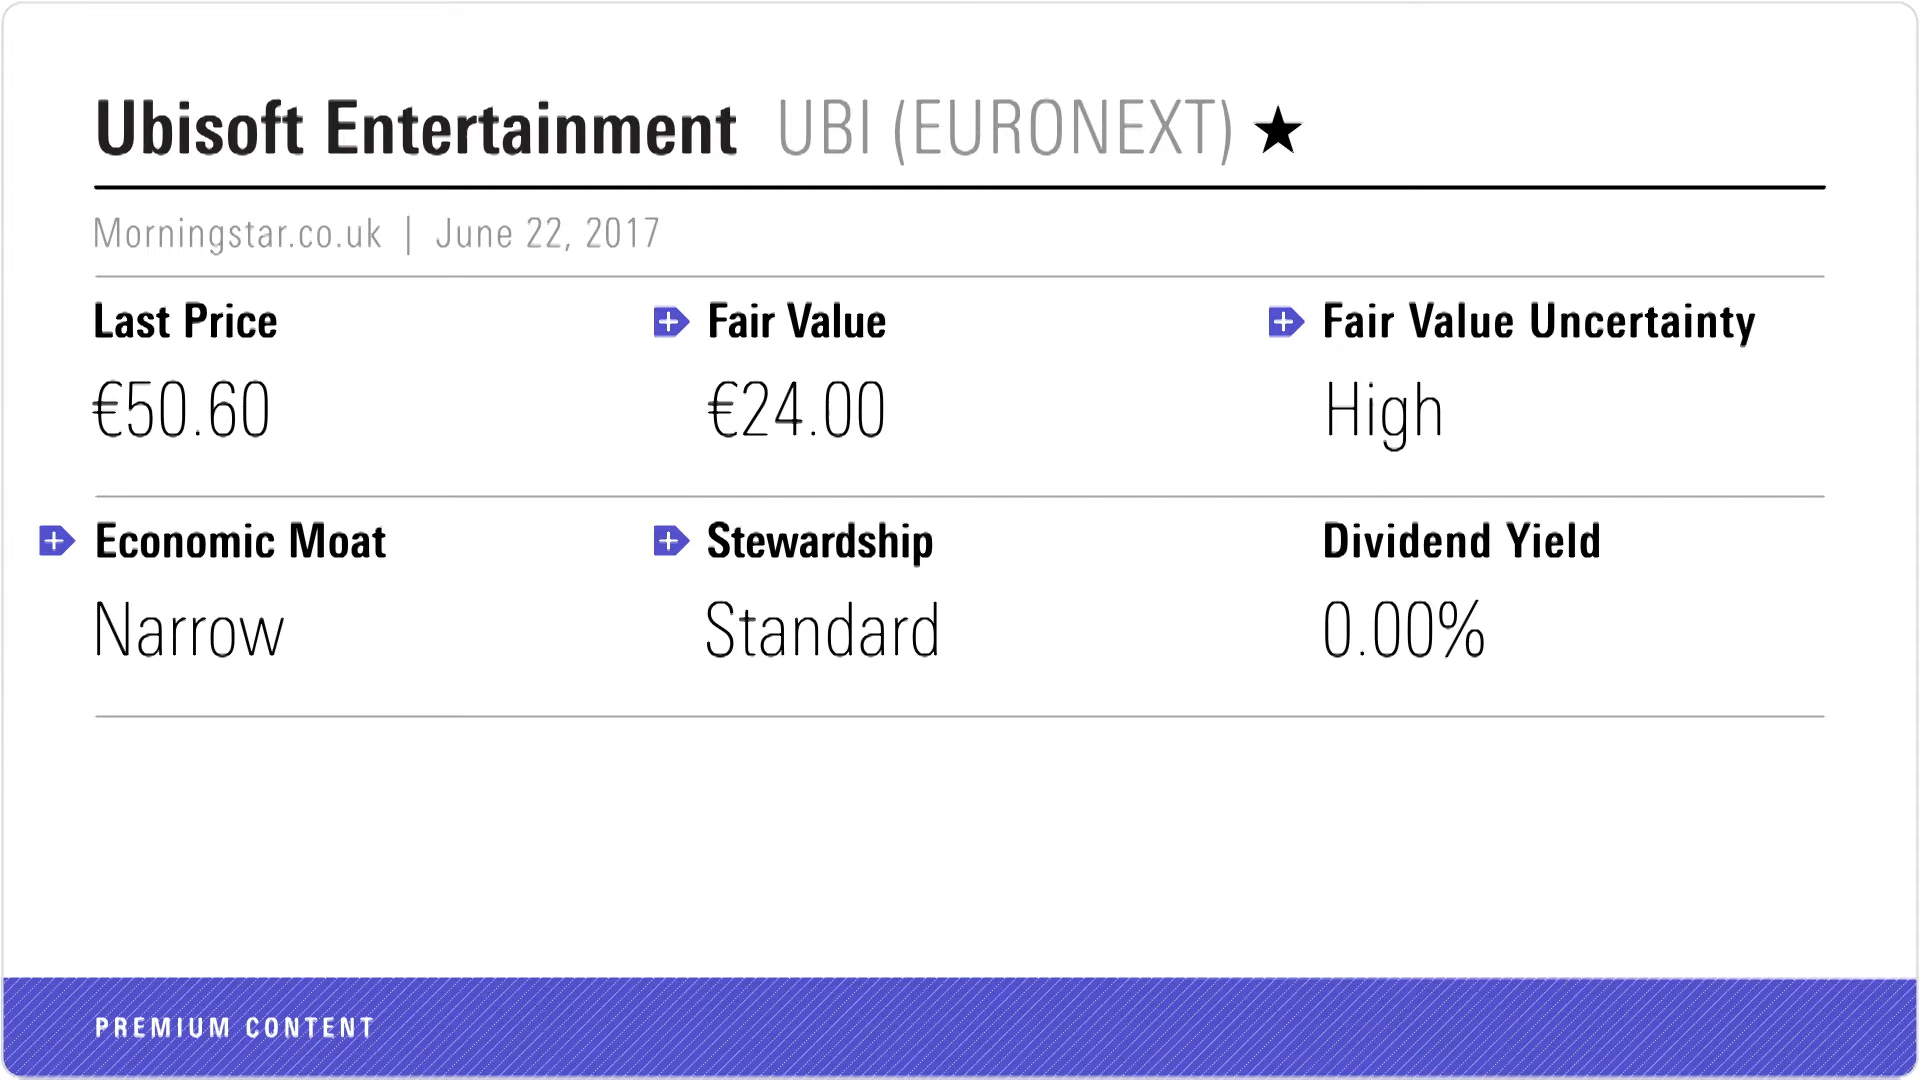 Ubisoft Entertainment UBI (EURONEXT) ★
Morningstar.co.uk | June 22, 2017
Last Price Fair Value Fair Value Uncertainty
€50.60 €24.00 High
Economic Moat Stewardship Dividend Yield
Narrow Standard 0.00%
PREMIUM CONTENT